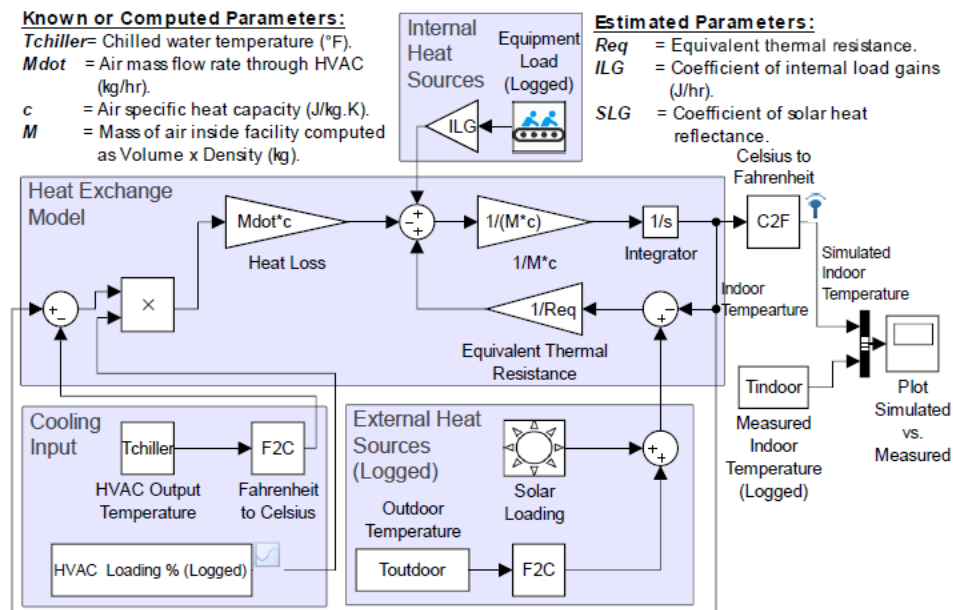 Known or Computed Parameters:
Tchiller= Chilled water temperature (°F).
Mdot = Air mass flow rate through HVAC
(kg/hr).
c = Air specific heat capacity (J/kg.K).
M = Mass of air inside facility computed
as Volume x Density (kg).
Internal
Heat
Sources
Equipment
Load
(Logged)
ILG
Estimated Parameters:
Req = Equivalent thermal resistance.
ILG = Coefficient of internal load gains
(J/hr).
SLG = Coefficient of solar heat
reflectance.
Heat Exchange
Model
Mdot*c
Heat Loss
1/(M*c)
1/M*c
1/s
Integrator
Celsius to
Fahrenheit
C2F
Simulated
Indoor
Temperature
×
1/Req
Equivalent Thermal
Resistance
Indoor
Tempearture
Tindoor
Measured
Indoor
Temperature
(Logged)
Plot
Simulated
vs.
Measured
Cooling
Input
Tchiller
HVAC Output
Temperature
F2C
Fahrenheit
to Celsius
HVAC Loading % (Logged)
External Heat
Sources
(Logged)
Solar
Loading
Outdoor
Temperature
Toutdoor
F2C